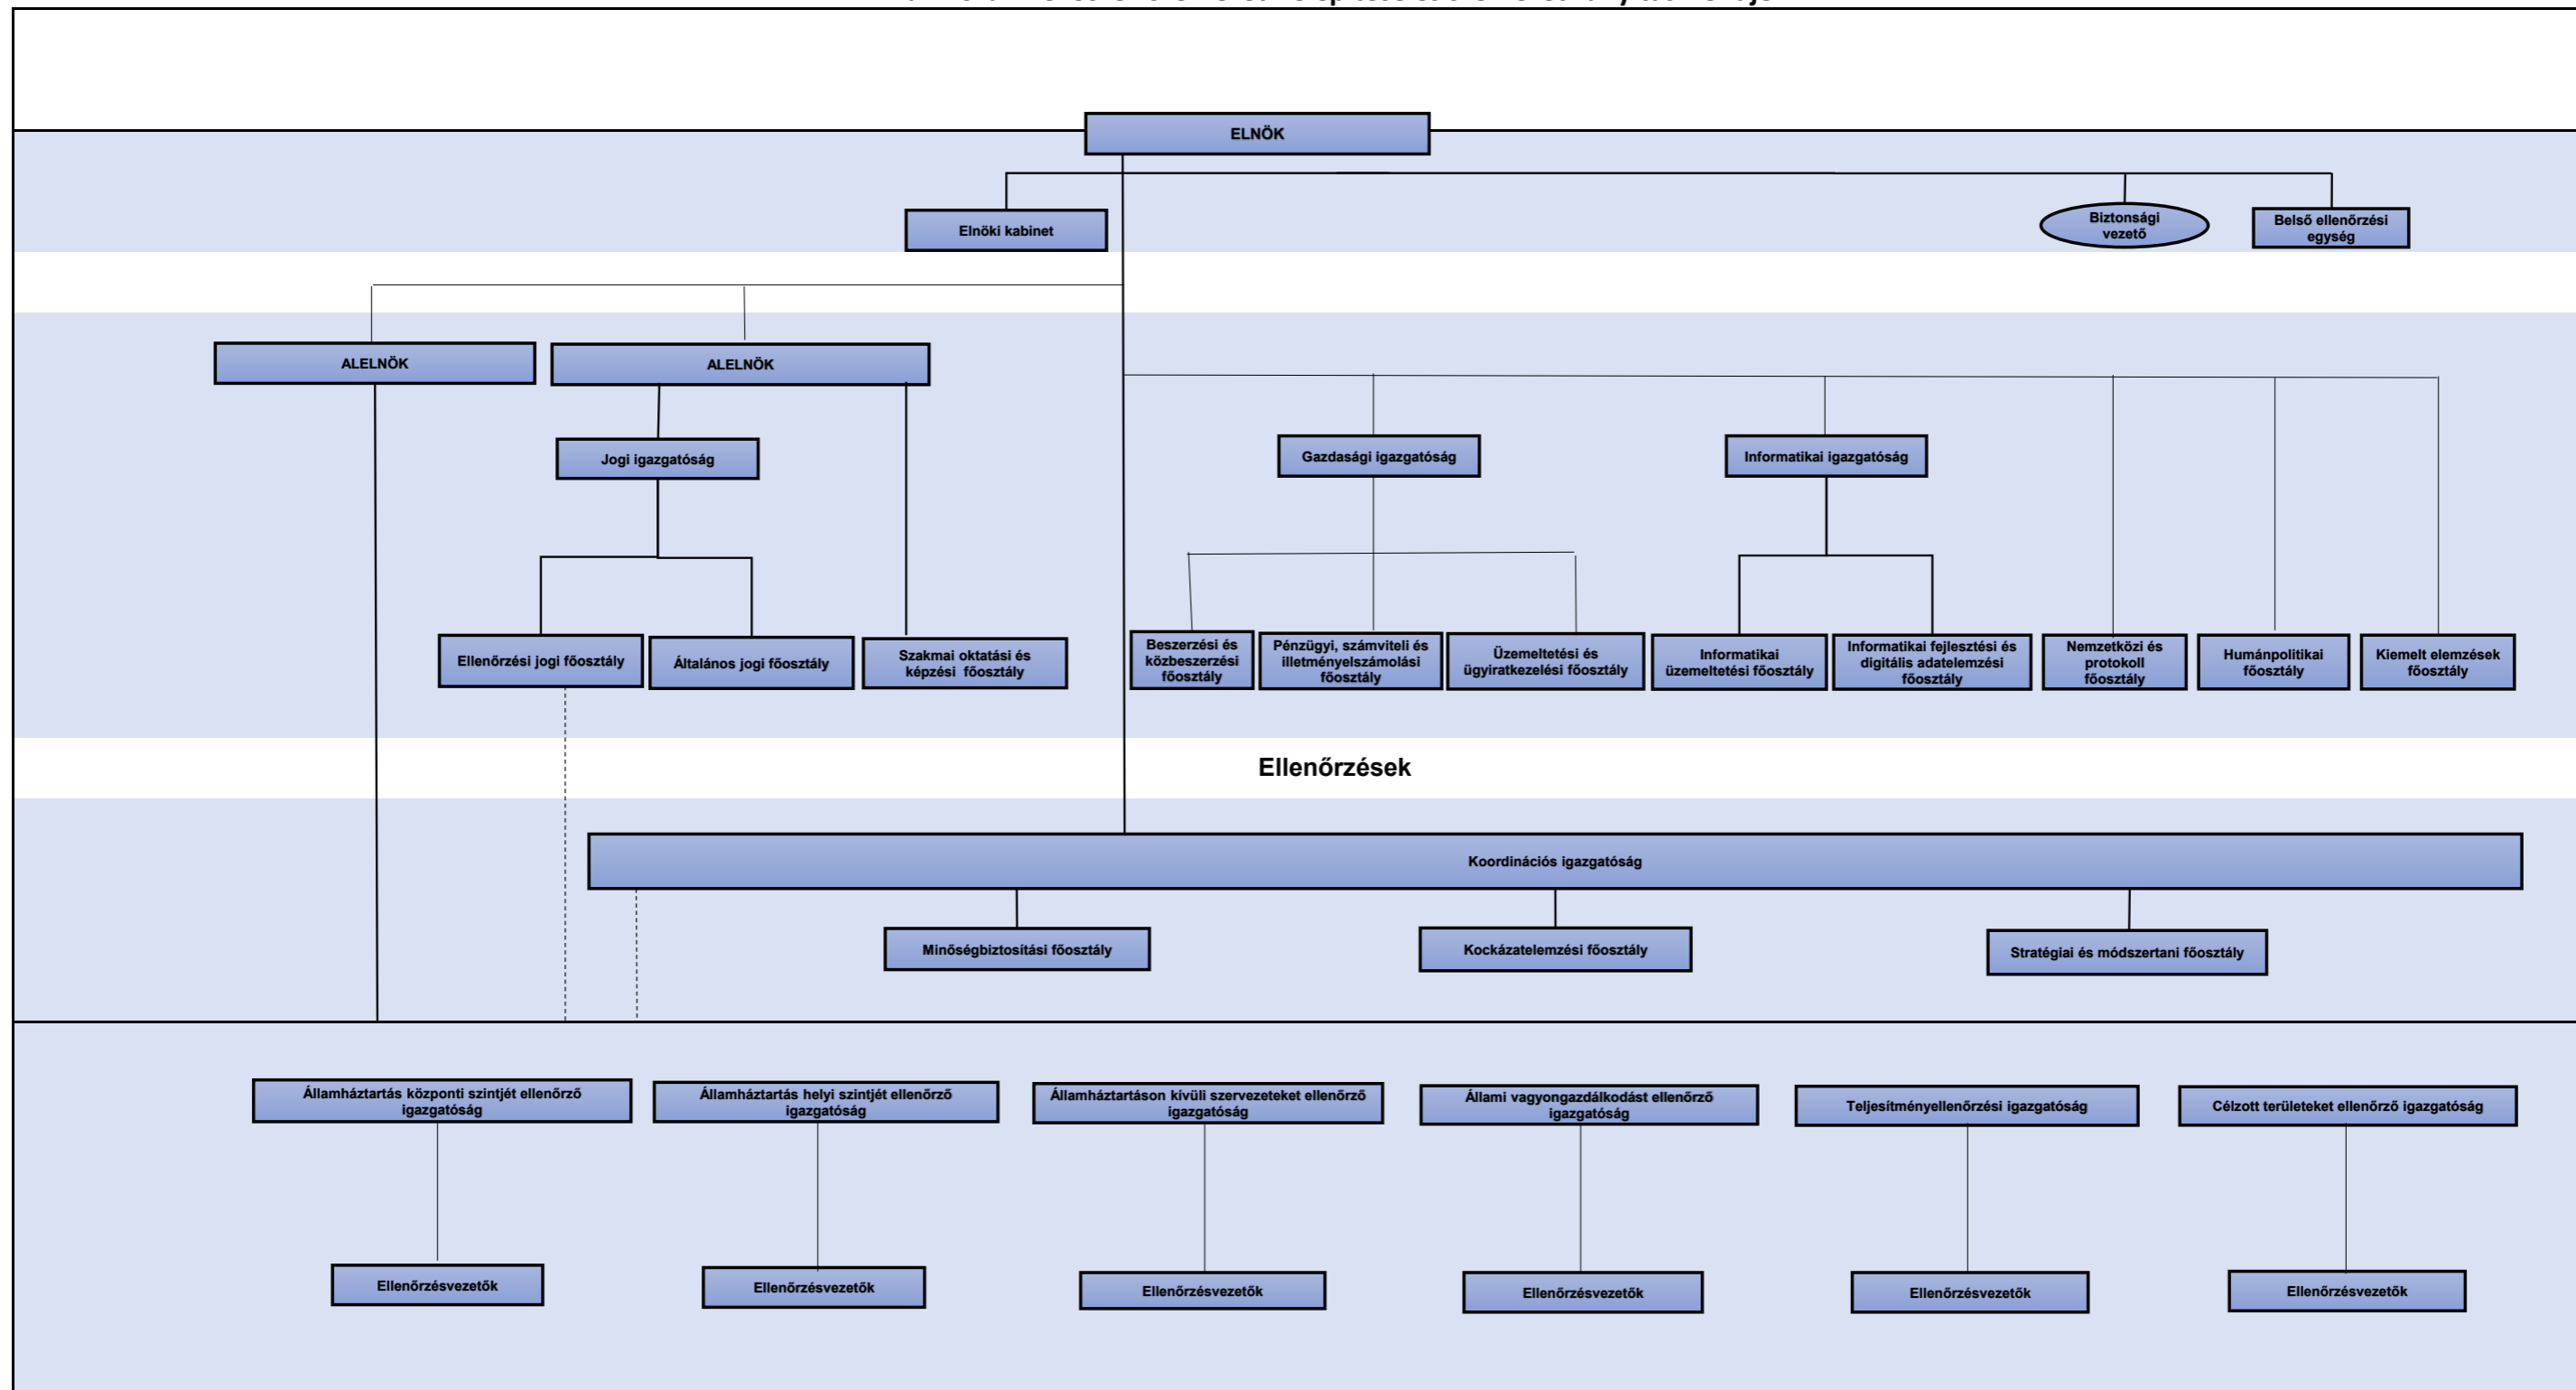 ELNÖK
Elnöki kabinet
Biztonsági
vezető
Belső ellenőrzési
egység
ALELNÖK
ALELNÖK
Jogi igazgatóság
Gazdasági igazgatóság
Informatikai igazgatóság
Ellenőrzési jogi főosztály
Általános jogi főosztály
Szakmai oktatási és
képzési főosztály
Beszerzési és
közbeszerzési
főosztály
Pénzügyi, számviteli és
illetményelszámolási
főosztály
Üzemeltetési és
ügyiratkezelési főosztály
Informatikai
üzemeltetési főosztály
Informatikai fejlesztési és
digitális adatelemzési
főosztály
Nemzetközi és
protokoll
főosztály
Humánpolitikai
főosztály
Kiemelt elemzések
főosztály
Ellenőrzések
Koordinációs igazgatóság
Minőségbiztosítási főosztály
Kockázatelemzési főosztály
Stratégiai és módszertani főosztály
Államháztartás központi szintjét ellenőrző
igazgatóság
Államháztartás helyi szintjét ellenőrző
igazgatóság
Államháztartáson kívüli szervezeteket ellenőrző
igazgatóság
Állami vagyongazdálkodást ellenőrző
igazgatóság
Teljesítményellenőrzési igazgatóság
Célzott területeket ellenőrző igazgatóság
Ellenőrzésvezetők
Ellenőrzésvezetők
Ellenőrzésvezetők
Ellenőrzésvezetők
Ellenőrzésvezetők
Ellenőrzésvezetők